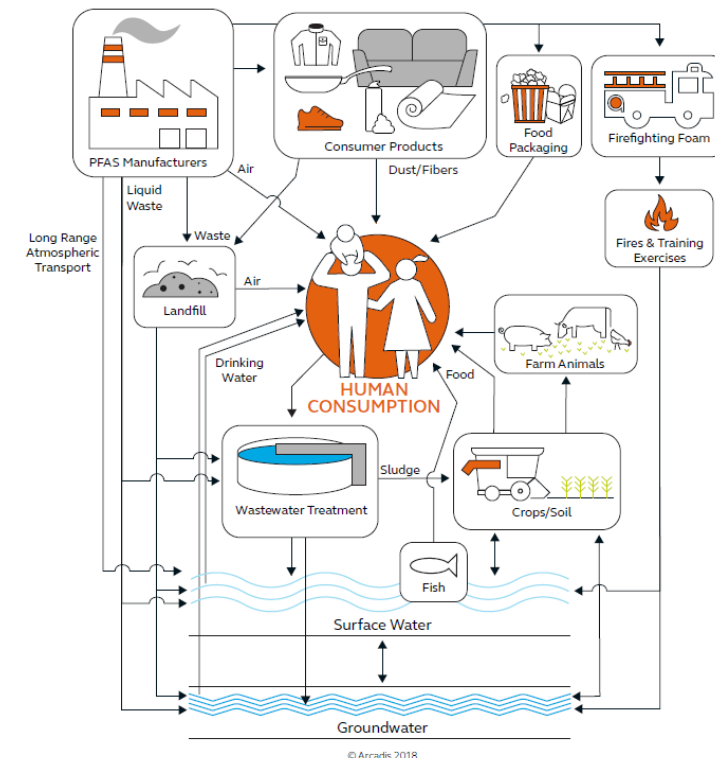 PFAS Manufacturers
Consumer Products
Food
Packaging
Firefighting Foam
Air
Dust/Fibers
Liquid
Waste
Long Range
Atmospheric
Transport
Waste
Fires & Training
Exercises
Landfill
Air
Drinking
Water
Farm Animals
Food
HUMAN
CONSUMPTION
Sludge
Wastewater Treatment
Crops/Soil
Fish
Surface Water
Groundwater
© Arcadis 2018